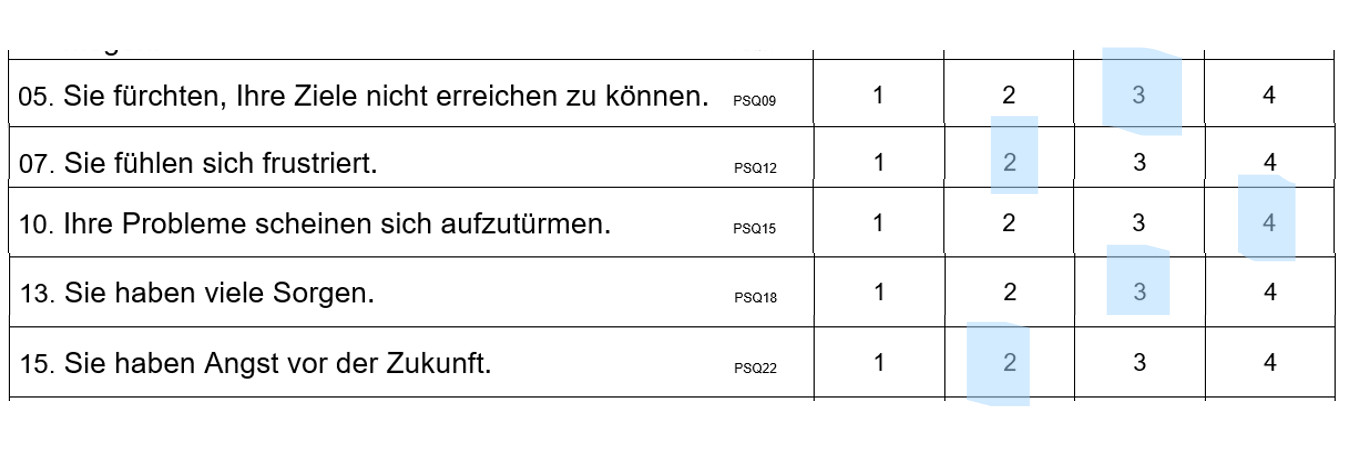 05. Sie fürchten, Ihre Ziele nicht erreichen zu können. PSQ09 1 2 3 4
07. Sie fühlen sich frustriert. PSQ12 1 2 3 4
10. Ihre Probleme scheinen sich aufzutürmen. PSQ15 1 2 3 4
13. Sie haben viele Sorgen. PSQ18 1 2 3 4
15. Sie haben Angst vor der Zukunft. PSQ22 1 2 3 4